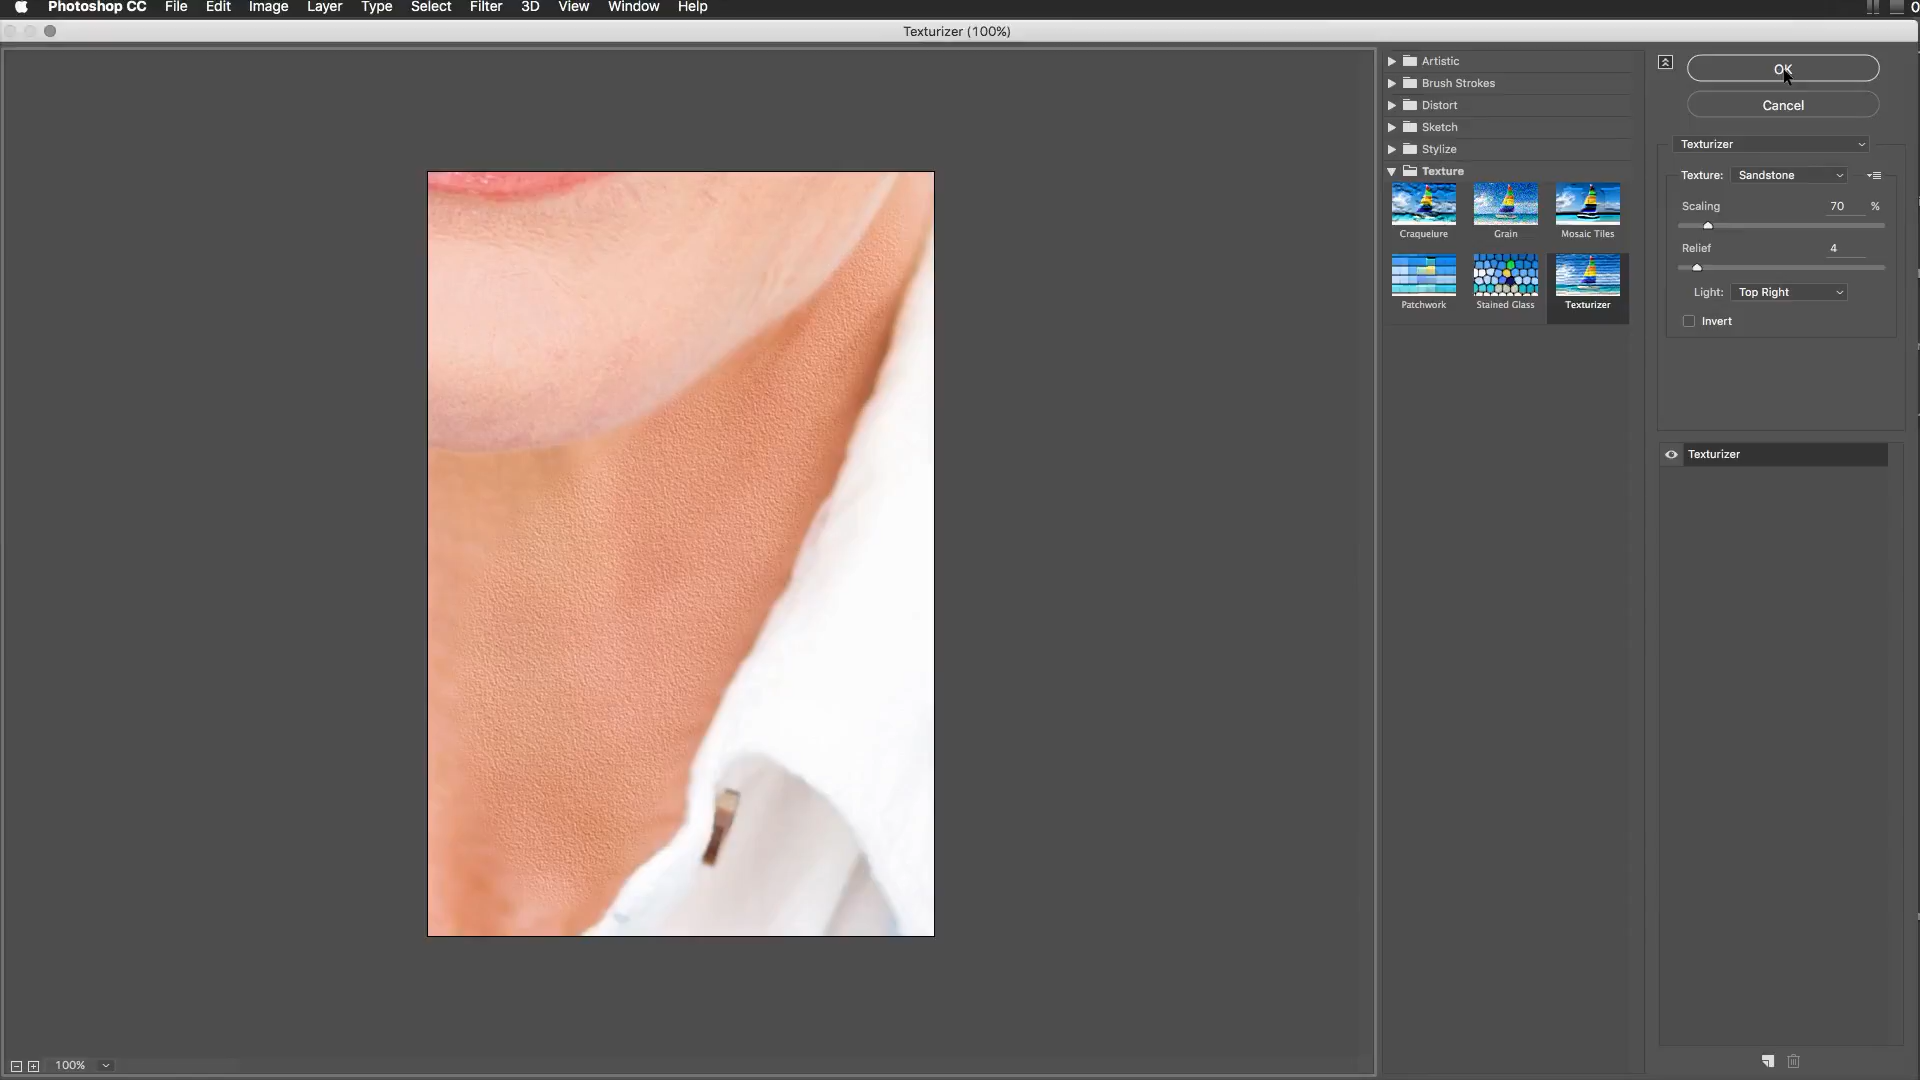 Photoshop CC File Edit Image Layer Type Select Filter 3D View Window Help
Texturizer (100%)
Artistic
Brush Strokes
Distort
Sketch
Stylize
Texture
Craquelure Grain Mosaic Tiles
Patchwork Stained Glass Texturizer
OK
Cancel
Texturizer
Texture: Sandstone
Scaling 70 %
Relief 4
Light: Top Right
Invert
Texturizer
100%